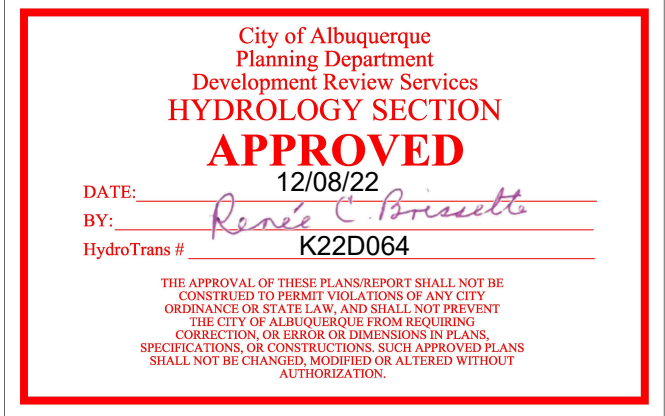 City of Albuquerque
Planning Department
Development Review Services
HYDROLOGY SECTION
APPROVED
DATE: 12/08/22
BY: Renée C. Brissette
HydroTrans # K22D064
THE APPROVAL OF THESE PLANS/REPORT SHALL NOT BE
CONSTRUED TO PERMIT VIOLATIONS OF ANY CITY
ORDINANCE OR STATE LAW, AND SHALL NOT PREVENT
THE CITY OF ALBUQUERQUE FROM REQUIRING
CORRECTION, OR ERROR OR DIMENSIONS IN PLANS,
SPECIFICATIONS, OR CONSTRUCTIONS. SUCH APPROVED PLANS
SHALL NOT BE CHANGED, MODIFIED OR ALTERED WITHOUT
AUTHORIZATION.